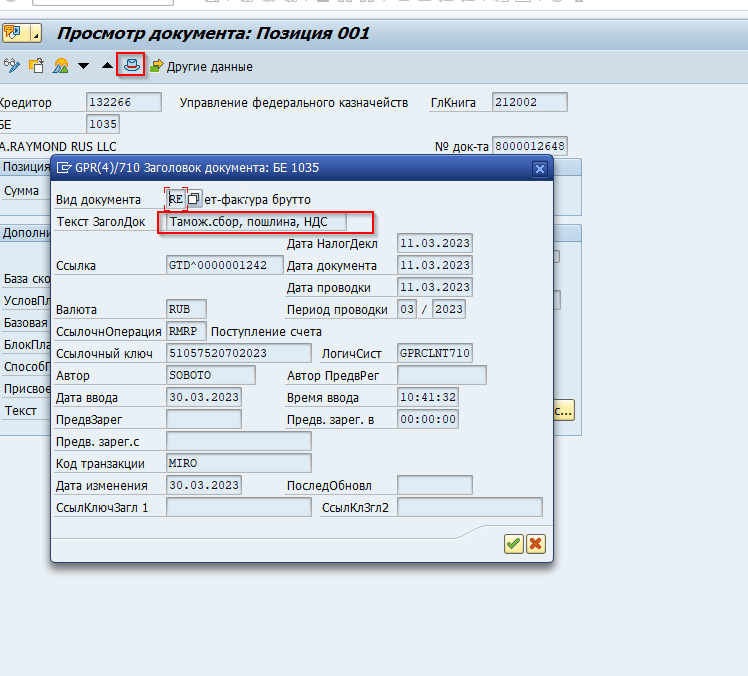 Просмотр документа: Позиция 001
Другие данные
Кредитор 132266 Управление федерального казначейств ГлКнига 212002
БЕ 1035
A.RAYMOND RUS LLC № док-та 8000012648
Позиция
Сумма
Дополни
База ско
УсловПл
Базовая
БлокПла
СпособП
Присвое
Текст
с...
GPR(4)/710 Заголовок документа: БЕ 1035
Вид документа RE ет-фактура брутто
Текст ЗаголДок Тамож.сбор, пошлина, НДС
Дата НалогДекл 11.03.2023
Ссылка GTD^0000001242 Дата документа 11.03.2023
Дата проводки 11.03.2023
Валюта RUB Период проводки 03 / 2023
СсылочнОперация RMRP Поступление счета
Ссылочный ключ 51057520702023 ЛогичСист GPRCLNT710
Автор SOBOTO Автор ПредвРег
Дата ввода 30.03.2023 Время ввода 10:41:32
ПредвЗарег Предв. зарег. в 00:00:00
Предв. зарег.с
Код транзакции MIRO
Дата изменения 30.03.2023 ПоследОбновл
СсылКлючЗагл 1 СсылКлЗгл2